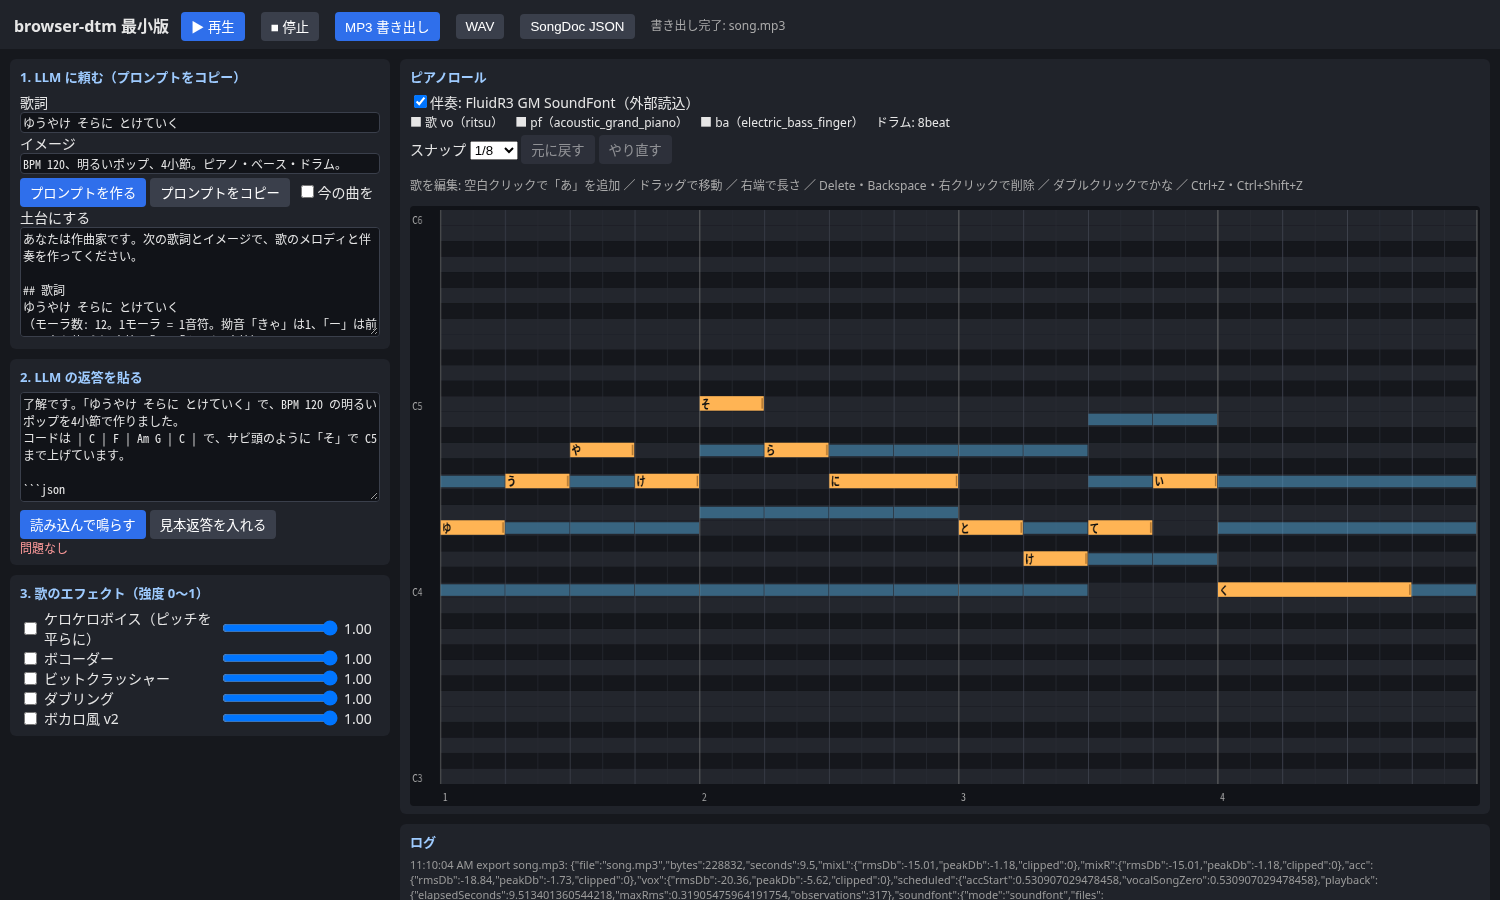 browser-dtm 最小版
▶ 再生
■ 停止
MP3 書き出し
WAV
SongDoc JSON
書き出し完了: song.mp3
1. LLM に頼む（プロンプトをコピー）
歌詞
ゆうやけ そらに とけていく
イメージ
BPM 120、明るいポップ、4小節。ピアノ・ベース・ドラム。
プロンプトを作る
プロンプトをコピー
今の曲を
土台にする
あなたは作曲家です。次の歌詞とイメージで、歌のメロディと伴
奏を作ってください。
## 歌詞
ゆうやけ そらに とけていく
（モーラ数: 12。1モーラ = 1音符。拗音「きゃ」は1、「ー」は前
2. LLM の返答を貼る
了解です。「ゆうやけ そらに とけていく」で、BPM 120 の明るい
ポップを4小節で作りました。
コードは | C | F | Am G | C | で、サビ頭のように「そ」で C5
まで上げています。
```json
読み込んで鳴らす
見本返答を入れる
問題なし
3. 歌のエフェクト（強度 0〜1）
ケロケロボイス（ピッチを
平らに）
1.00
ボコーダー
1.00
ビットクラッシャー
1.00
ダブリング
1.00
ボカロ風 v2
1.00
ピアノロール
伴奏: FluidR3 GM SoundFont（外部読込）
歌 vo（ritsu）
pf（acoustic_grand_piano）
ba（electric_bass_finger）
ドラム: 8beat
スナップ
1/8
元に戻す
やり直す
歌を編集: 空白クリックで「あ」を追加 ／ ドラッグで移動 ／ 右端で長さ ／ Delete・Backspace・右クリックで削除 ／ ダブルクリックでかな ／ Ctrl+Z・Ctrl+Shift+Z
C6
C5
そ
や
ら
う
け
に
い
ゆ
と
て
け
C4
く
C3
1
2
3
4
ログ
11:10:04 AM export song.mp3: {"file":"song.mp3","bytes":228832,"seconds":9.5,"mixL":{"rmsDb":-15.01,"peakDb":-1.18,"clipped":0},"mixR":{"rmsDb":-15.01,"peakDb":-1.18,"clipped":0},"acc":
{"rmsDb":-18.84,"peakDb":-1.73,"clipped":0},"vox":{"rmsDb":-20.36,"peakDb":-5.62,"clipped":0},"scheduled":{"accStart":0.530907029478458,"vocalSongZero":0.530907029478458},"playback":
{"elapsedSeconds":9.513401360544218,"maxRms":0.31905475964191754,"observations":317},"soundfont":{"mode":"soundfont","files":